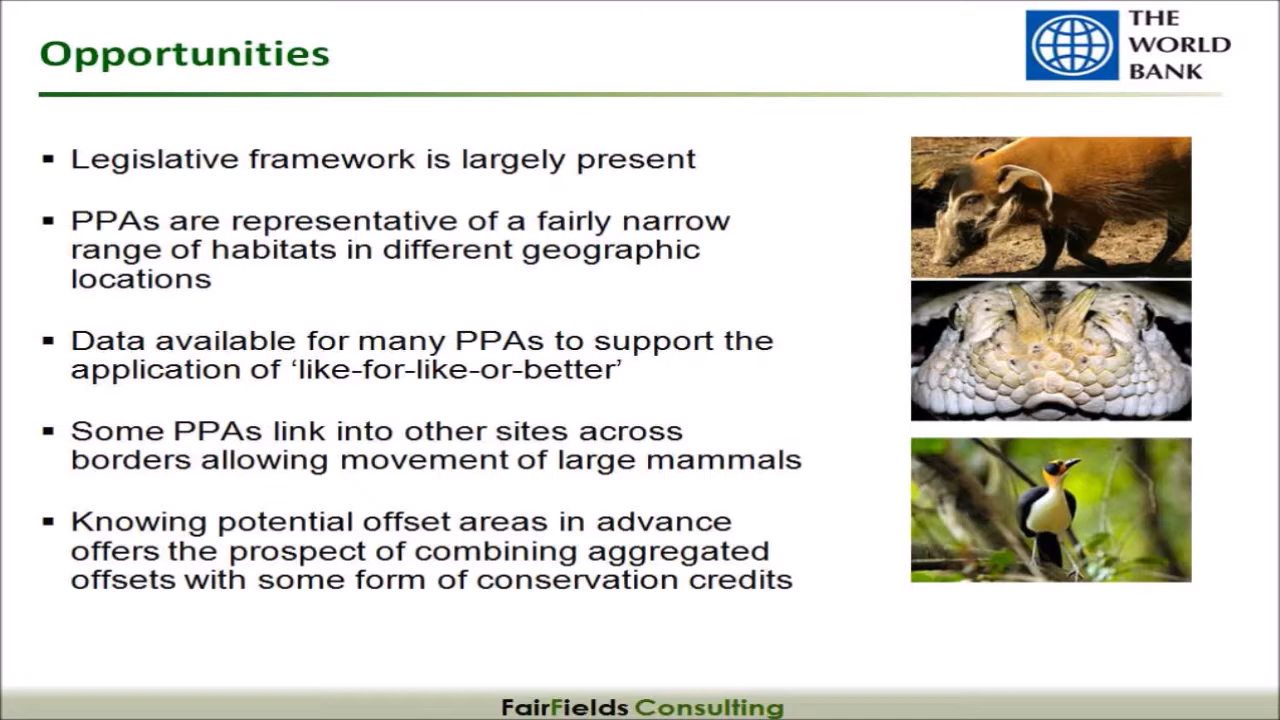 Opportunities
THE
WORLD
BANK
▪ Legislative framework is largely present
▪ PPAs are representative of a fairly narrow
range of habitats in different geographic
locations
▪ Data available for many PPAs to support the
application of ‘like-for-like-or-better’
▪ Some PPAs link into other sites across
borders allowing movement of large mammals
▪ Knowing potential offset areas in advance
offers the prospect of combining aggregated
offsets with some form of conservation credits
FairFields Consulting